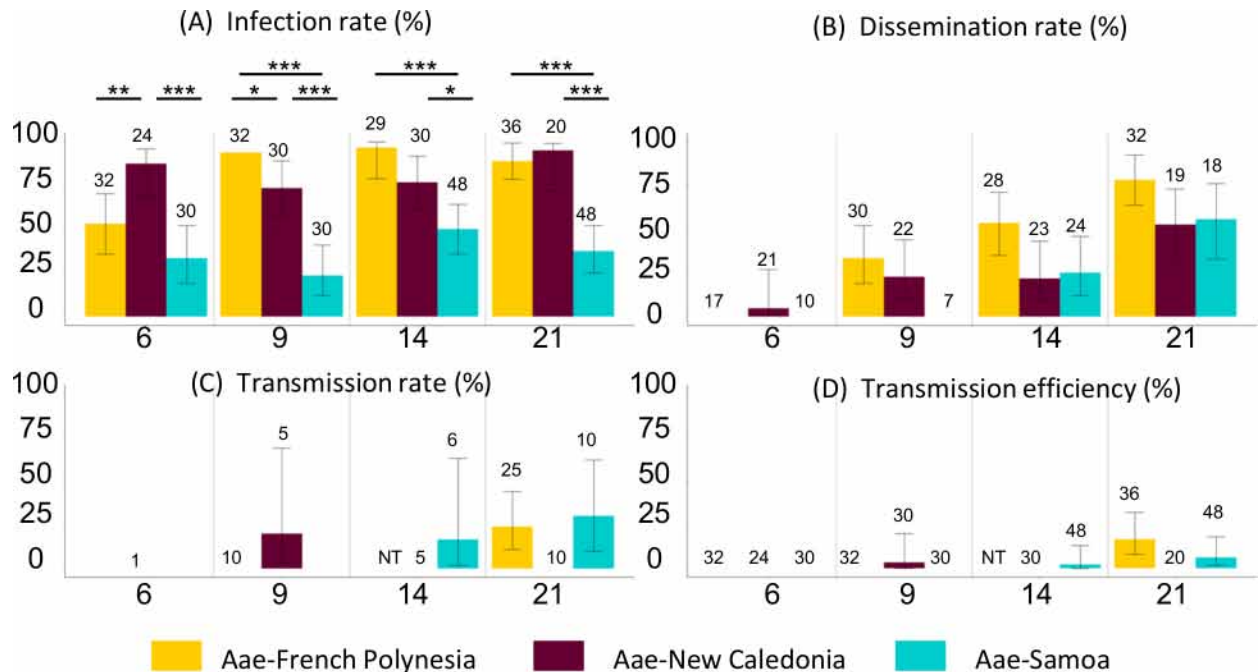 (A) Infection rate (%)
(B) Dissemination rate (%)
*** *** ***
** *** * *** * ***
100
75
50
25
0
32 24 30 32 30 30 29 30 48 36 20 48
6 9 14 21
100
75
50
25
0
17 21 10 30 22 7 28 23 24 32 19 18
6 9 14 21
(C) Transmission rate (%)
(D) Transmission efficiency (%)
100
75
50
25
0
1 10 5 NT 5 6 25 10 10
6 9 14 21
100
75
50
25
0
32 24 30 32 30 30 NT 30 48 36 20 48
6 9 14 21
Aae-French Polynesia Aae-New Caledonia Aae-Samoa